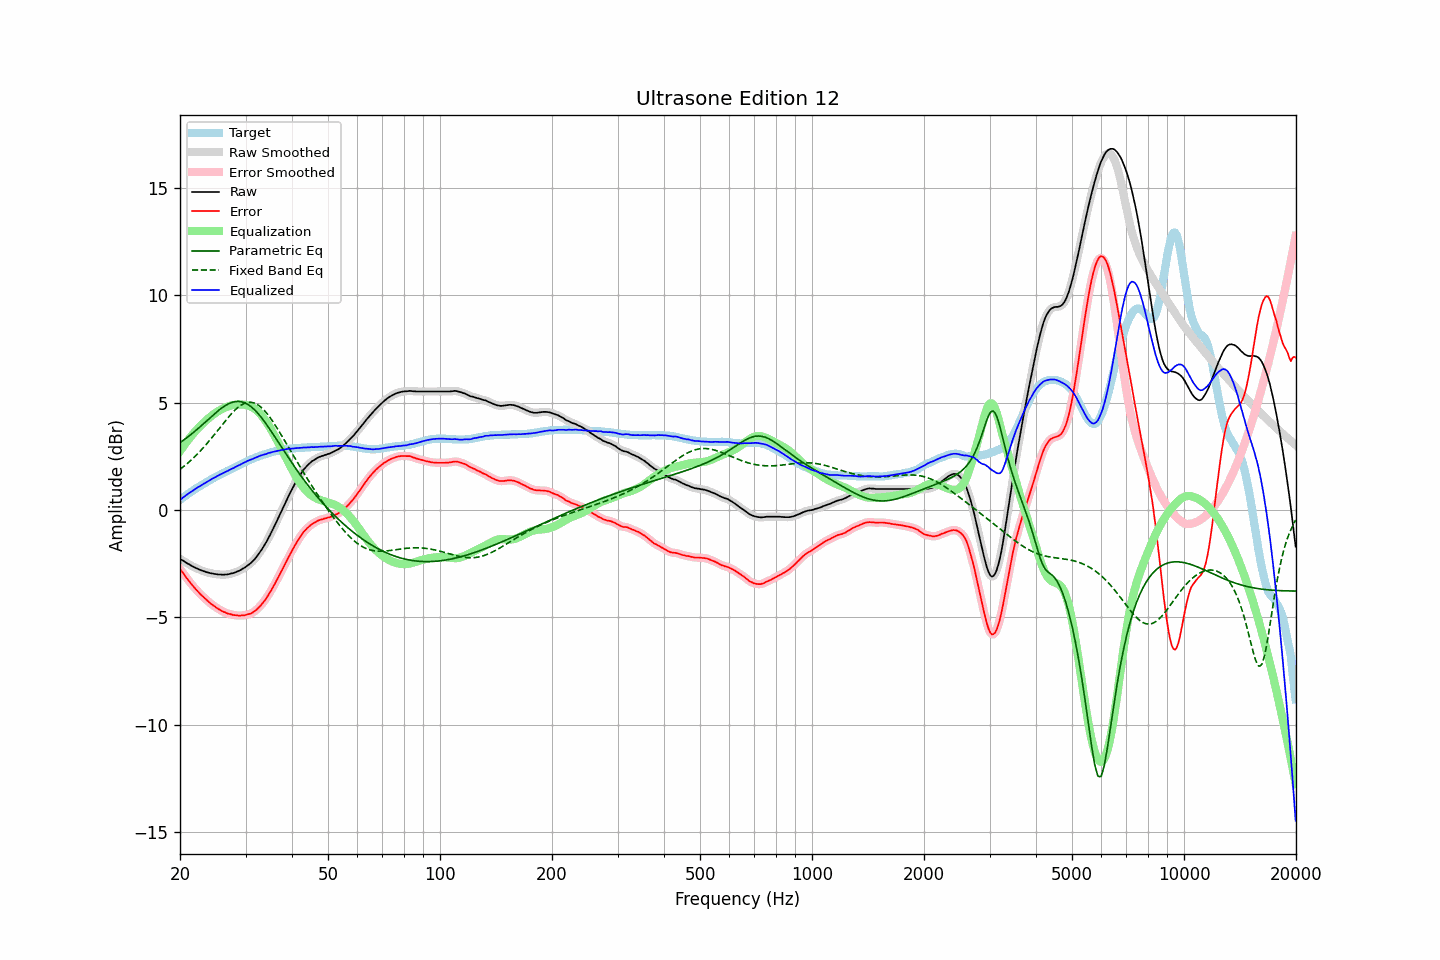 Ultrasone Edition 12
Target
Raw Smoothed
Error Smoothed
Raw
Error
Equalization
Parametric Eq
Fixed Band Eq
Equalized
15
10
5
0
−5
−10
−15
Amplitude (dBr)
20
50
100
200
500
1000
2000
5000
10000
20000
Frequency (Hz)